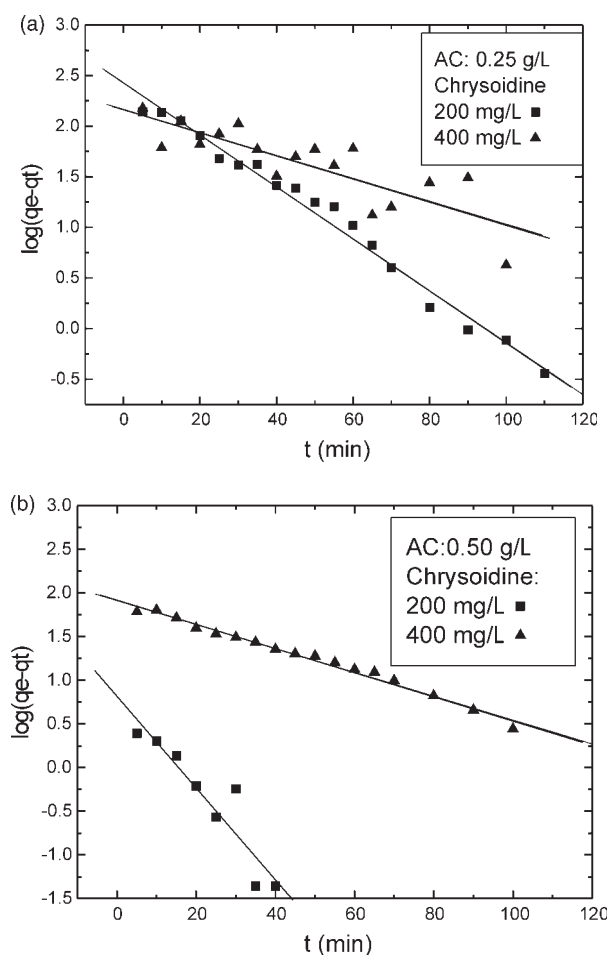 (a)
3.0
2.5
2.0
1.5
1.0
0.5
0.0
-0.5
log(qe-qt)
AC: 0.25 g/L
Chrysoidine
200 mg/L ■
400 mg/L ▲
0 20 40 60 80 100 120
t (min)
(b)
3.0
2.5
2.0
1.5
1.0
0.5
0.0
-0.5
-1.0
-1.5
log(qe-qt)
AC:0.50 g/L
Chrysoidine:
200 mg/L ■
400 mg/L ▲
0 20 40 60 80 100 120
t (min)